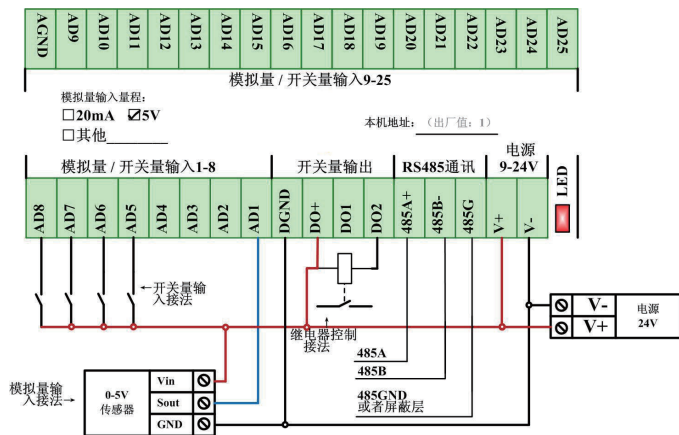 AGND AD9 AD10 AD11 AD12 AD13 AD14 AD15 AD16 AD17 AD18 AD19 AD20 AD21 AD22 AD23 AD24 AD25
模拟量 / 开关量输入9-25
模拟量输入量程：
□20mA ☑5V
□其他______
本机地址： （出厂值：1）
模拟量 / 开关量输入1-8
开关量输出
RS485通讯
电源
9-24V
LED
AD8 AD7 AD6 AD5 AD4 AD3 AD2 AD1 DGND DO+ DO1 DO2 485A+ 485B- 485G V+ V-
开关量输
入接法
继电器控制
接法
V-
V+
电源
24V
485A
485B
485GND
或者屏蔽层
模拟量输
入接法
0-5V
传感器
Vin
Sout
GND